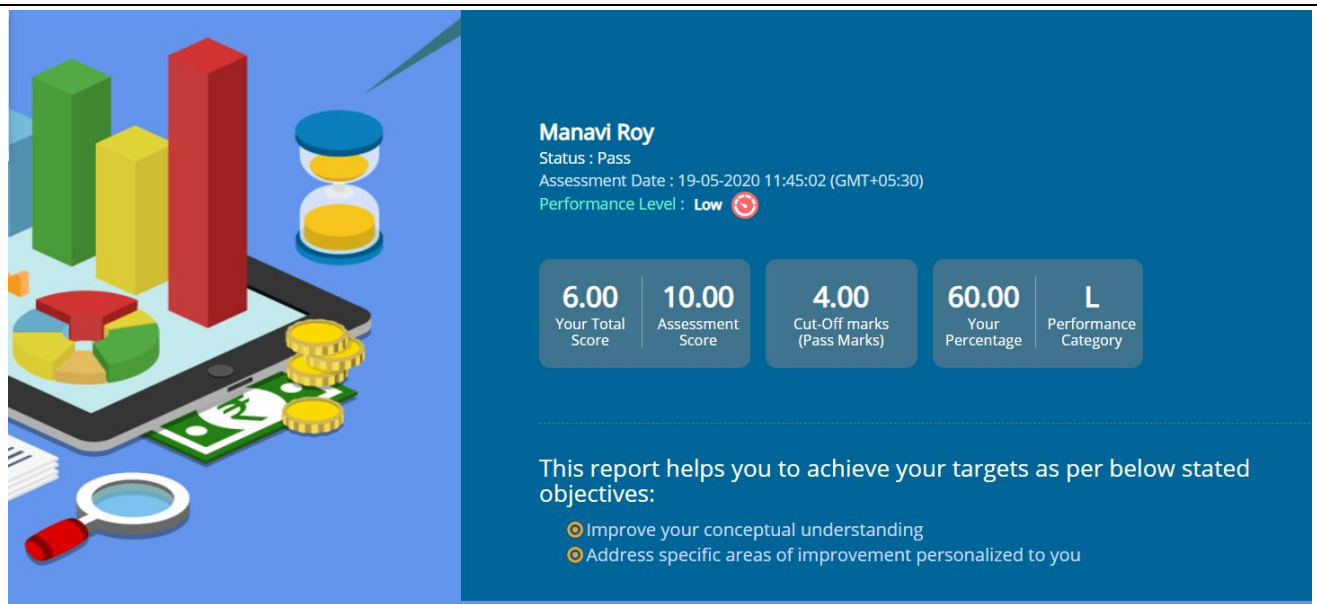 Manavi Roy
Status : Pass
Assessment Date : 19-05-2020 11:45:02 (GMT+05:30)
Performance Level : Low
6.00
Your Total
Score
10.00
Assessment
Score
4.00
Cut-Off marks
(Pass Marks)
60.00
Your
Percentage
L
Performance
Category
This report helps you to achieve your targets as per below stated
objectives:
Improve your conceptual understanding
Address specific areas of improvement personalized to you
₹